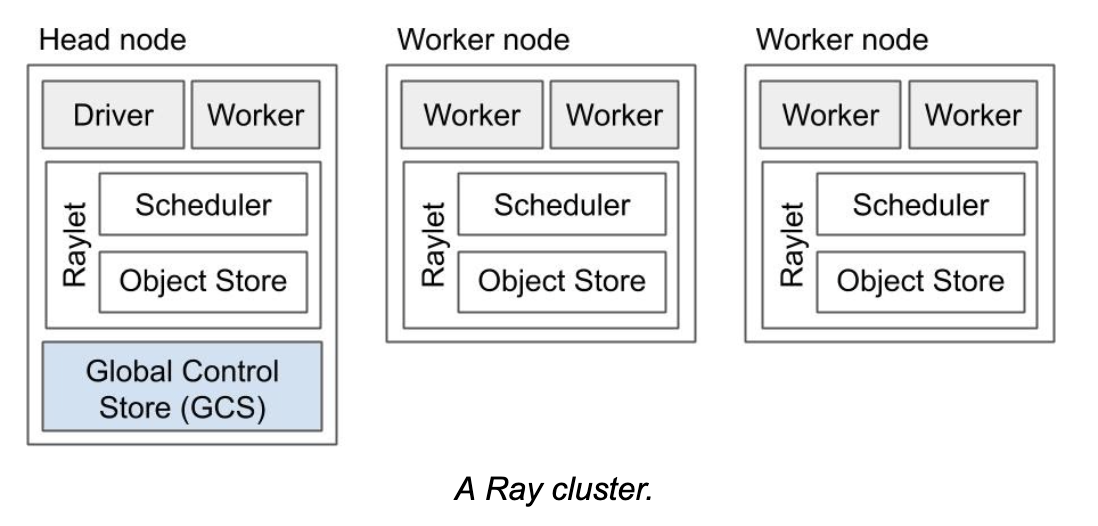 Head node
Driver
Worker
Raylet
Scheduler
Object Store
Global Control
Store (GCS)
Worker node
Worker
Worker
Raylet
Scheduler
Object Store
Worker node
Worker
Worker
Raylet
Scheduler
Object Store
A Ray cluster.